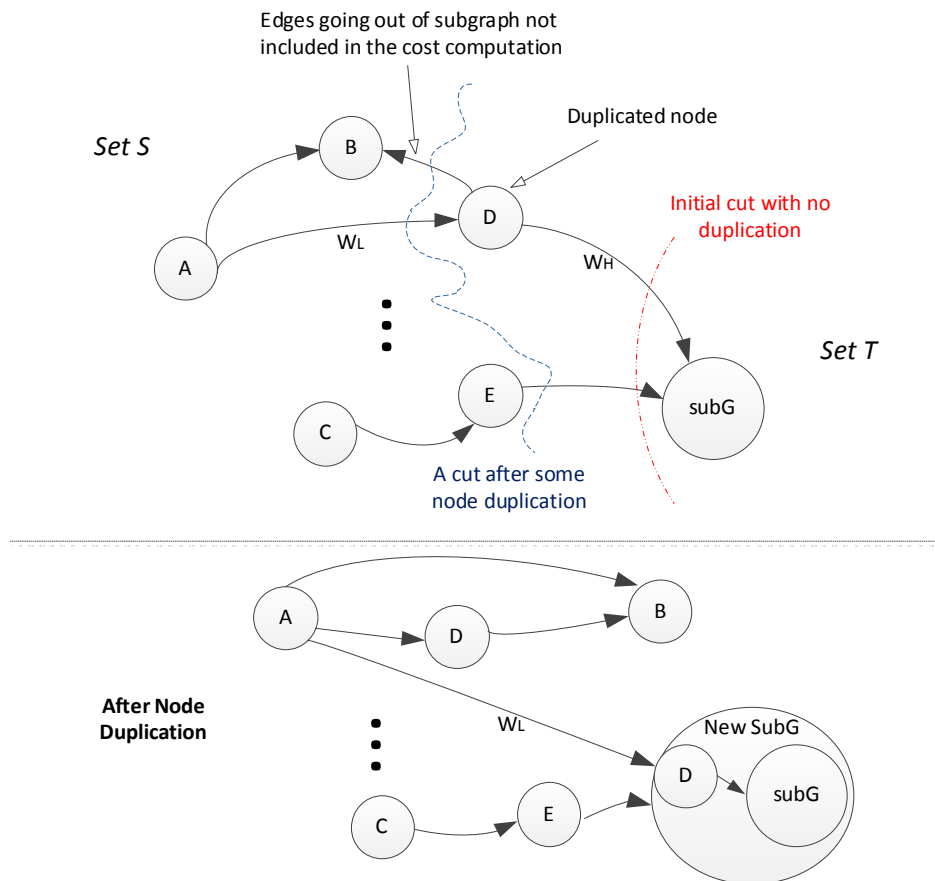 Edges going out of subgraph not
included in the cost computation
Set S
Duplicated node
B
D
Initial cut with no
duplication
WL
A
WH
Set T
E
subG
C
A cut after some
node duplication
A
B
D
After Node
Duplication
WL
New SubG
D
subG
C
E